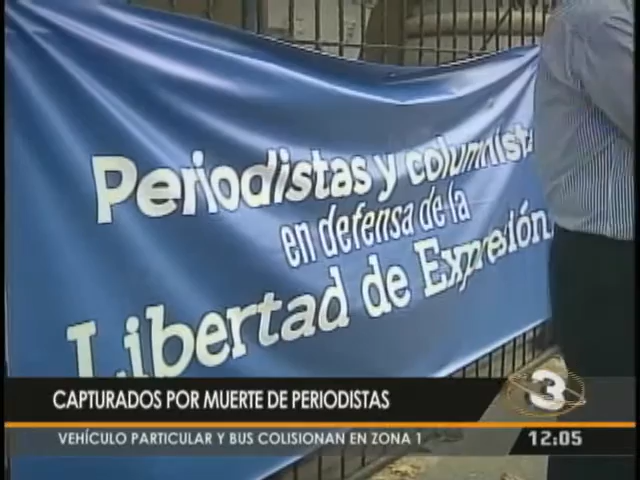 Periodistas y columnist
en defensa de la
Libertad de Expresión
CAPTURADOS POR MUERTE DE PERIODISTAS
3
VEHÍCULO PARTICULAR Y BUS COLISIONAN EN ZONA 1
12:05